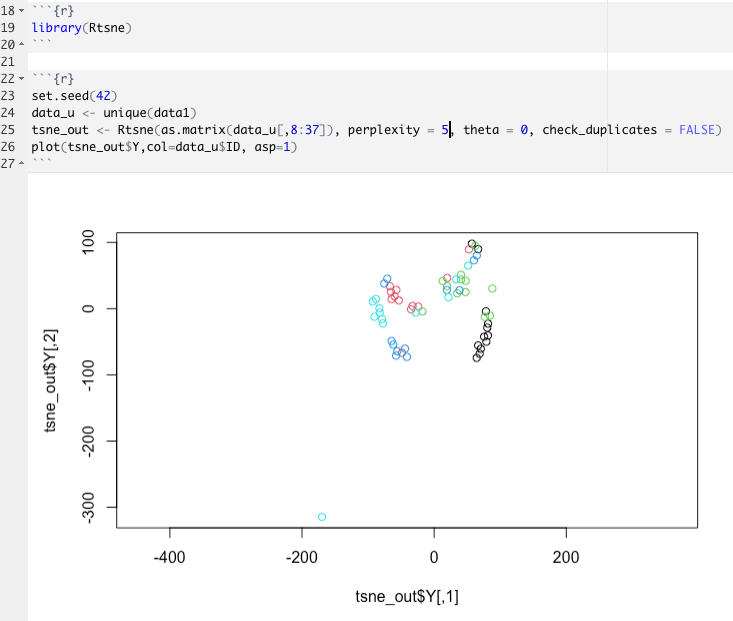 18 ```{r}
19 library(Rtsne)
20 ```
21
22 ```{r}
23 set.seed(42)
24 data_u <- unique(data1)
25 tsne_out <- Rtsne(as.matrix(data_u[,8:37]), perplexity = 5, theta = 0, check_duplicates = FALSE)
26 plot(tsne_out$Y,col=data_u$ID, asp=1)
27 ```
100
0
-100
-200
-300
tsne_out$Y[,2]
-400 -200 0 200
tsne_out$Y[,1]